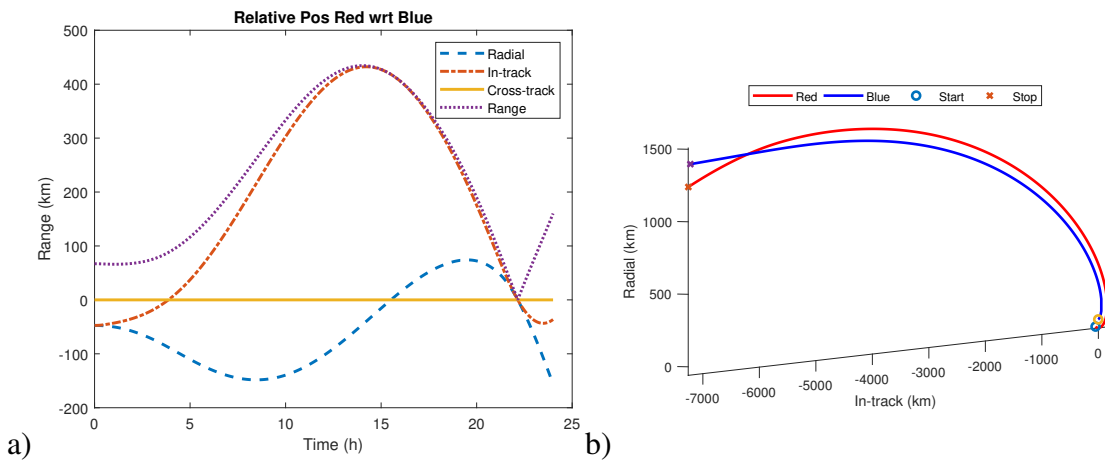 Relative Pos Red wrt Blue
500
400
300
200
100
0
-100
-200
0
5
10
15
20
25
Range (km)
Time (h)
Radial
In-track
Cross-track
Range
a)
Red Blue Start Stop
1500
1000
500
0
Radial (km)
-7000
-6000
-5000
-4000
-3000
-2000
-1000
0
In-track (km)
b)